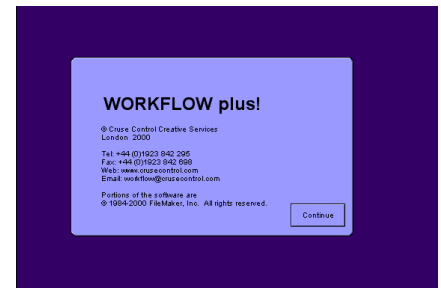 WORKFLOW plus!
© Cruse Control Creative Services
London 2000
Tel: +44 (0)1923 842 295
Fax: +44 (0)1923 842 698
Web: www.crusecontrol.com
Email: workflow@crusecontrol.com
Portions of the software are
© 1984-2000 FileMaker, Inc. All rights reserved.
Continue